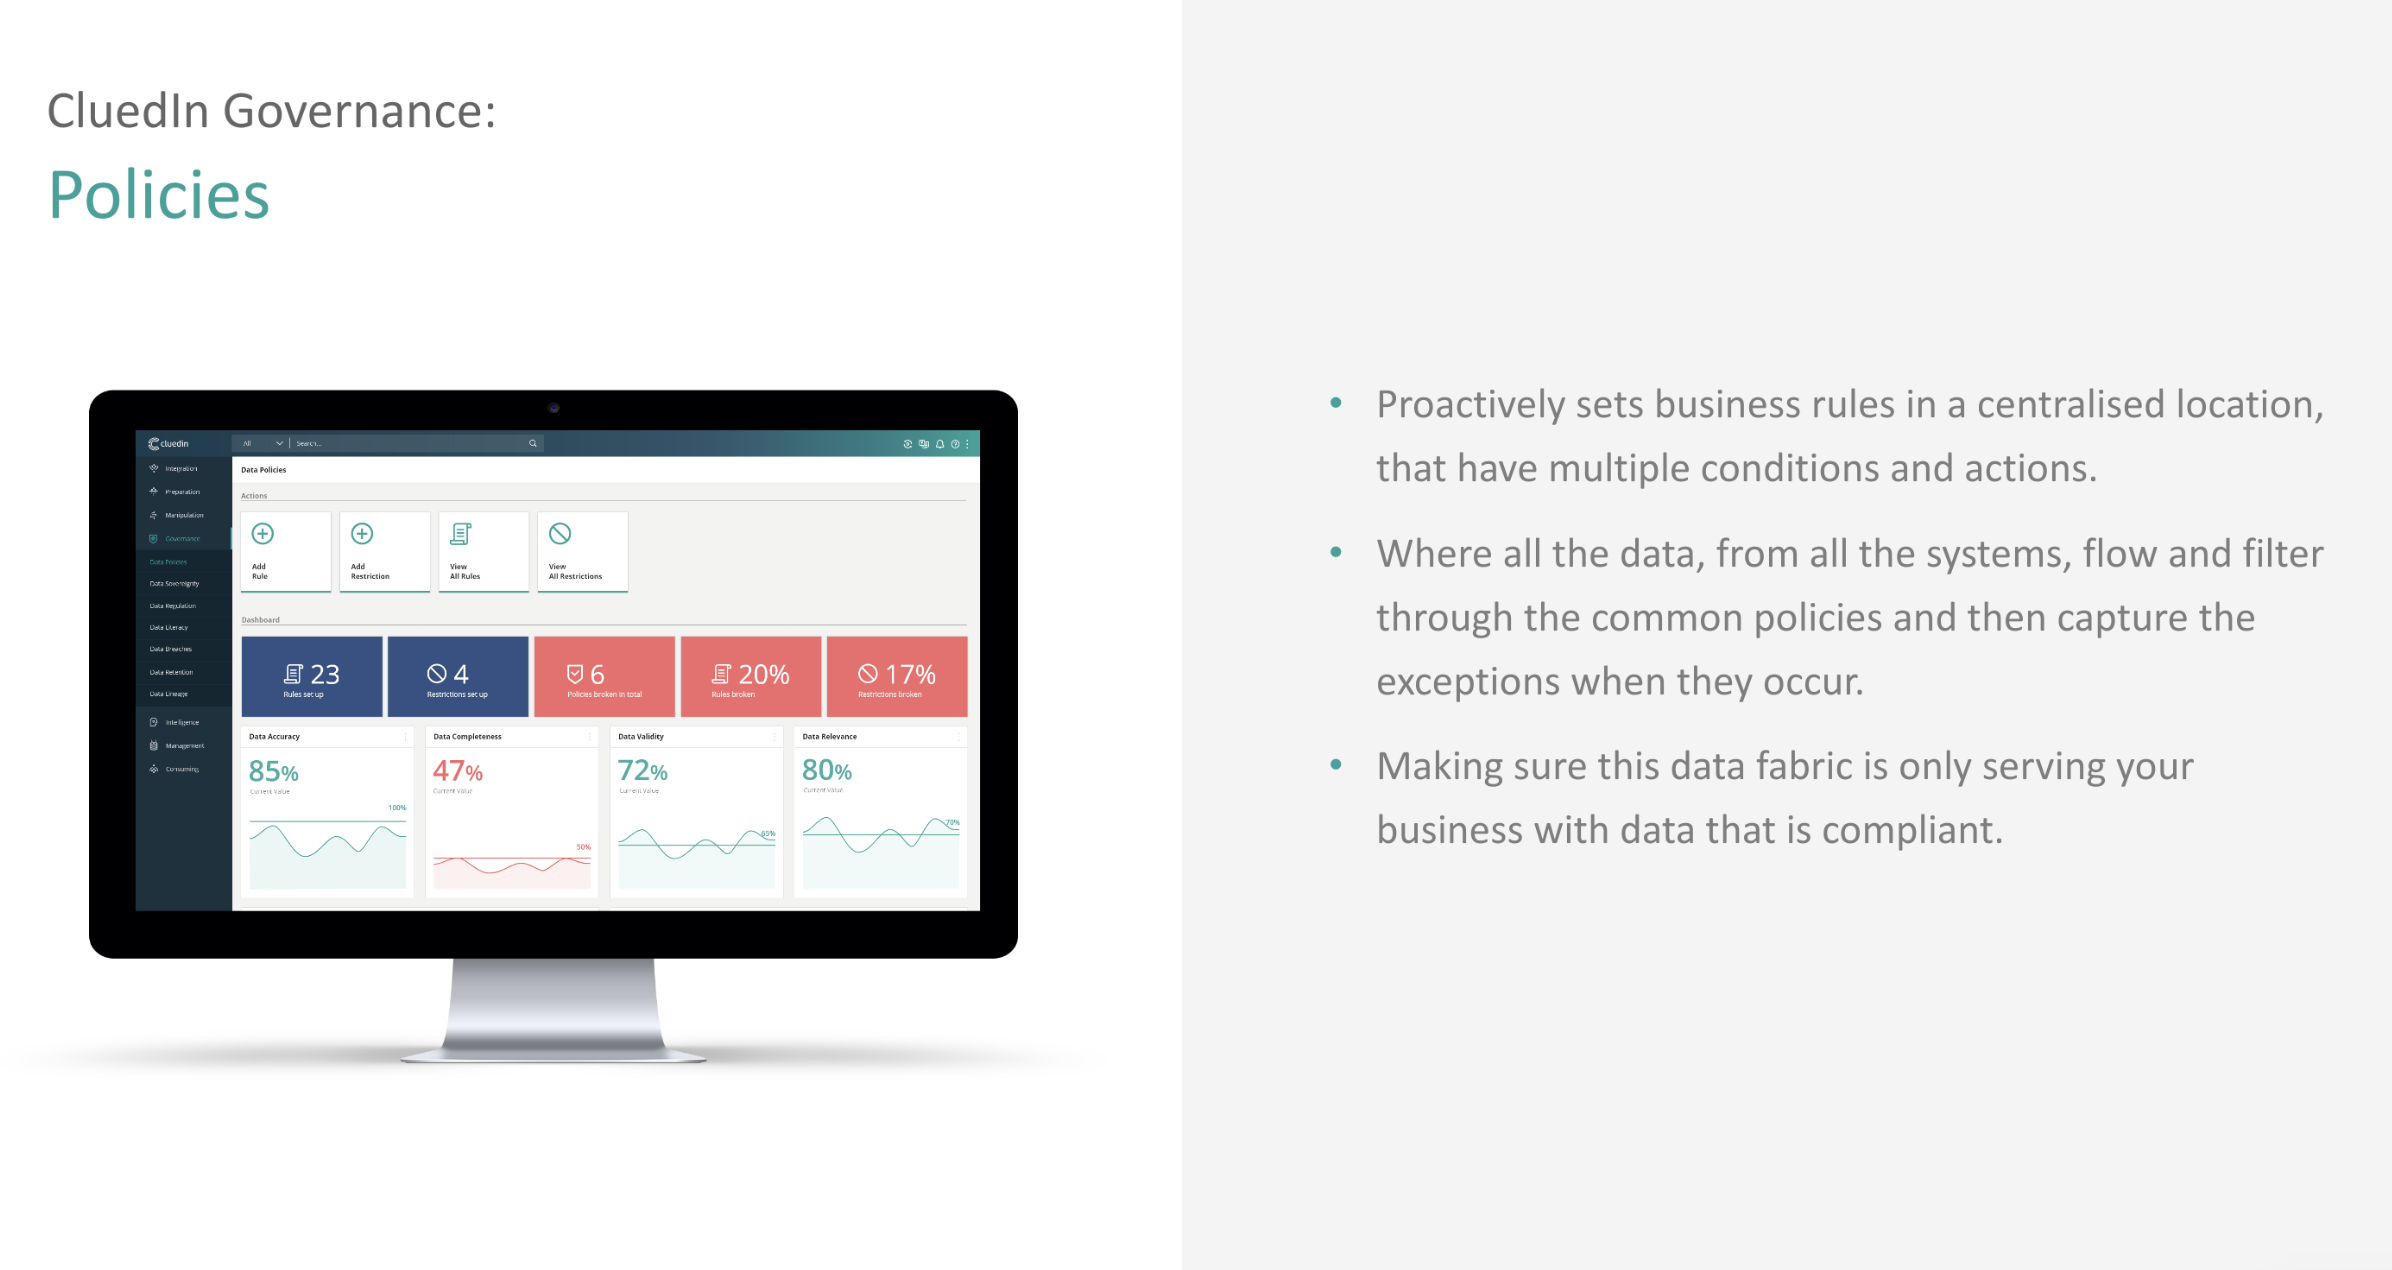 CluedIn Governance:
Policies
cluedin
All
Search...
Integration
Preparation
Manipulation
Governance
Data Policies
Data Sovereignty
Data Regulation
Data Literacy
Data Breaches
Data Retention
Data Lineage
Intelligence
Management
Consuming
Data Policies
Actions
Add
Rule
Add
Restriction
View
All Rules
View
All Restrictions
Dashboard
23
Rules set up
4
Restrictions set up
6
Policies broken in total
20%
Rules broken
17%
Restrictions broken
Data Accuracy
85%
Current Value
100%
Data Completeness
47%
Current Value
50%
Data Validity
72%
Current Value
65%
Data Relevance
80%
Current Value
70%
• Proactively sets business rules in a centralised location,
that have multiple conditions and actions.
• Where all the data, from all the systems, flow and filter
through the common policies and then capture the
exceptions when they occur.
• Making sure this data fabric is only serving your
business with data that is compliant.